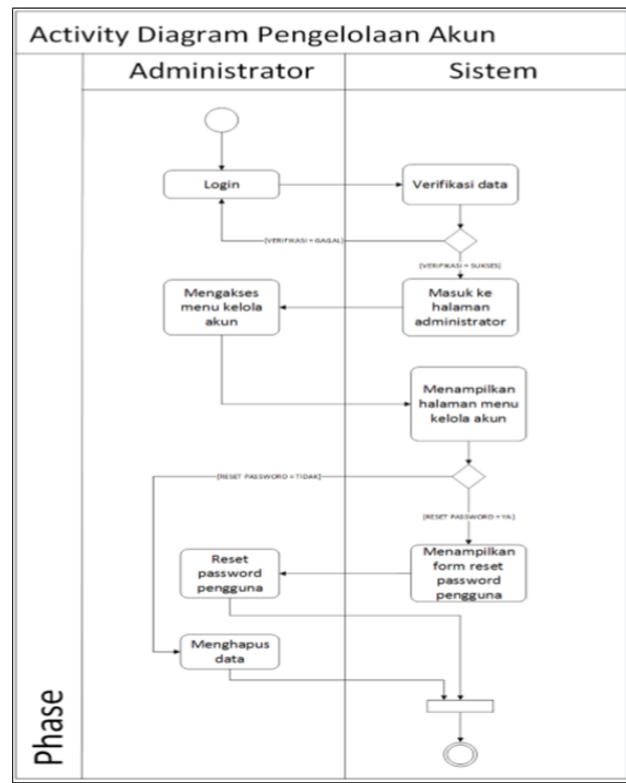 Activity Diagram Pengelolaan Akun
Administrator
Sistem
Login
Verifikasi data
[VERIFIKASI = GAGAL]
[VERIFIKASI = SUKSES]
Mengakses
menu kelola
akun
Masuk ke
halaman
administrator
Menampilkan
halaman menu
kelola akun
[RESET PASSWORD = TIDAK]
[RESET PASSWORD = YA]
Reset
password
pengguna
Menampilkan
form reset
password
pengguna
Menghapus
data
Phase